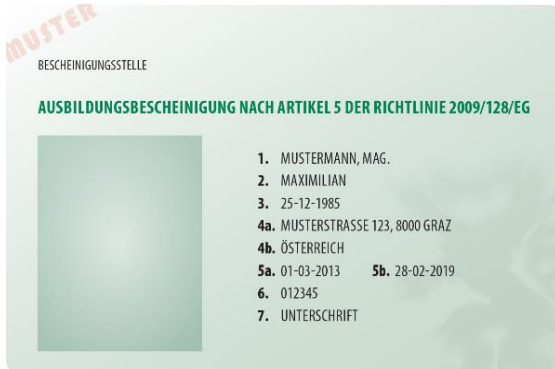 MUSTER
BESCHEINIGUNGSSTELLE
AUSBILDUNGSBESCHEINIGUNG NACH ARTIKEL 5 DER RICHTLINIE 2009/128/EG
1. MUSTERMANN, MAG.
2. MAXIMILIAN
3. 25-12-1985
4a. MUSTERSTRASSE 123, 8000 GRAZ
4b. ÖSTERREICH
5a. 01-03-2013 5b. 28-02-2019
6. 012345
7. UNTERSCHRIFT